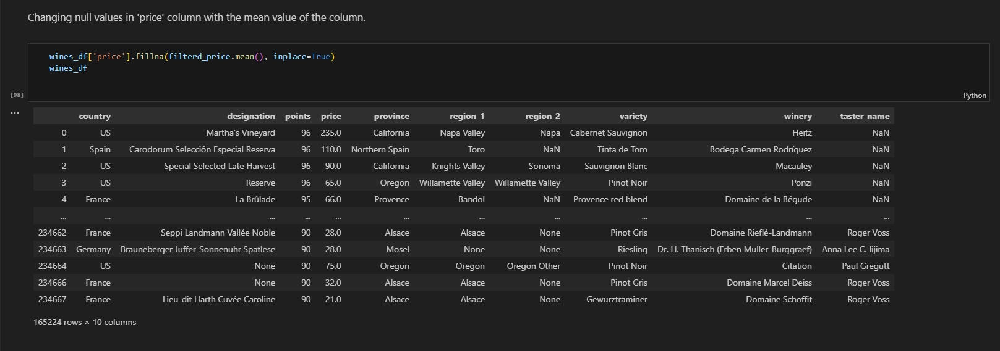 Changing null values in 'price' column with the mean value of the column.
wines_df['price'].fillna(filterd_price.mean(), inplace=True)
wines_df
[98]
Python
...
country designation points price province region_1 region_2 variety winery taster_name
0 US Martha's Vineyard 96 235.0 California Napa Valley Napa Cabernet Sauvignon Heitz NaN
1 Spain Carodorum Selección Especial Reserva 96 110.0 Northern Spain Toro NaN Tinta de Toro Bodega Carmen Rodríguez NaN
2 US Special Selected Late Harvest 96 90.0 California Knights Valley Sonoma Sauvignon Blanc Macauley NaN
3 US Reserve 96 65.0 Oregon Willamette Valley Willamette Valley Pinot Noir Ponzi NaN
4 France La Brûlade 95 66.0 Provence Bandol NaN Provence red blend Domaine de la Bégude NaN
... ... ... ... ... ... ... ... ... ... ...
234662 France Seppi Landmann Vallée Noble 90 28.0 Alsace Alsace None Pinot Gris Domaine Rieflé-Landmann Roger Voss
234663 Germany Brauneberger Juffer-Sonnenuhr Spätlese 90 28.0 Mosel None None Riesling Dr. H. Thanisch (Erben Müller-Burggraef) Anna Lee C. Iijima
234664 US None 90 75.0 Oregon Oregon Oregon Other Pinot Noir Citation Paul Gregutt
234666 France None 90 32.0 Alsace Alsace None Pinot Gris Domaine Marcel Deiss Roger Voss
234667 France Lieu-dit Harth Cuvée Caroline 90 21.0 Alsace Alsace None Gewürztraminer Domaine Schoffit Roger Voss
165224 rows × 10 columns